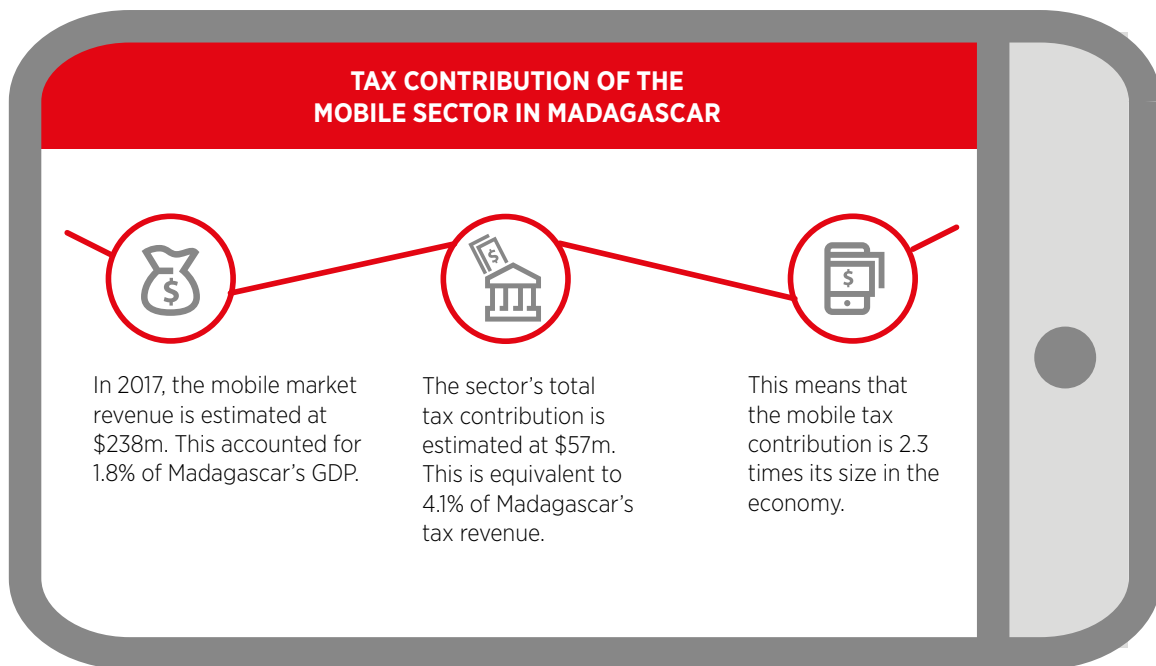 TAX CONTRIBUTION OF THE
MOBILE SECTOR IN MADAGASCAR
$
$
$
In 2017, the mobile market
revenue is estimated at
$238m. This accounted for
1.8% of Madagascar’s GDP.
The sector’s total
tax contribution is
estimated at $57m.
This is equivalent to
4.1% of Madagascar’s
tax revenue.
This means that
the mobile tax
contribution is 2.3
times its size in the
economy.